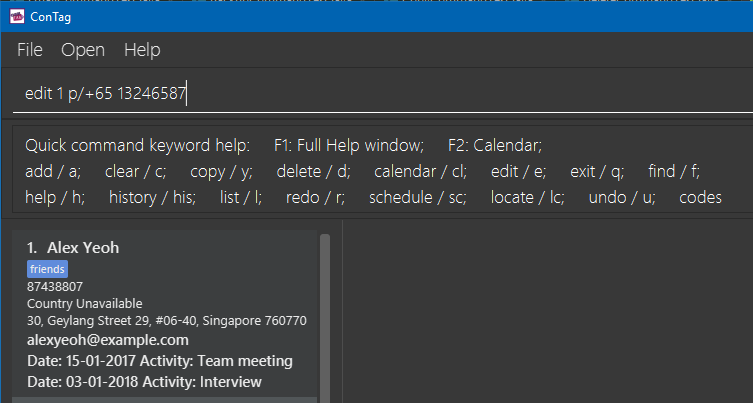 ConTag
File Open Help
edit 1 p/+65 13246587
Quick command keyword help: F1: Full Help window; F2: Calendar;
add / a; clear / c; copy / y; delete / d; calendar / cl; edit / e; exit / q; find / f;
help / h; history / his; list / l; redo / r; schedule / sc; locate / lc; undo / u; codes
1. Alex Yeoh
friends
87438807
Country Unavailable
30, Geylang Street 29, #06-40, Singapore 760770
alexyeoh@example.com
Date: 15-01-2017 Activity: Team meeting
Date: 03-01-2018 Activity: Interview